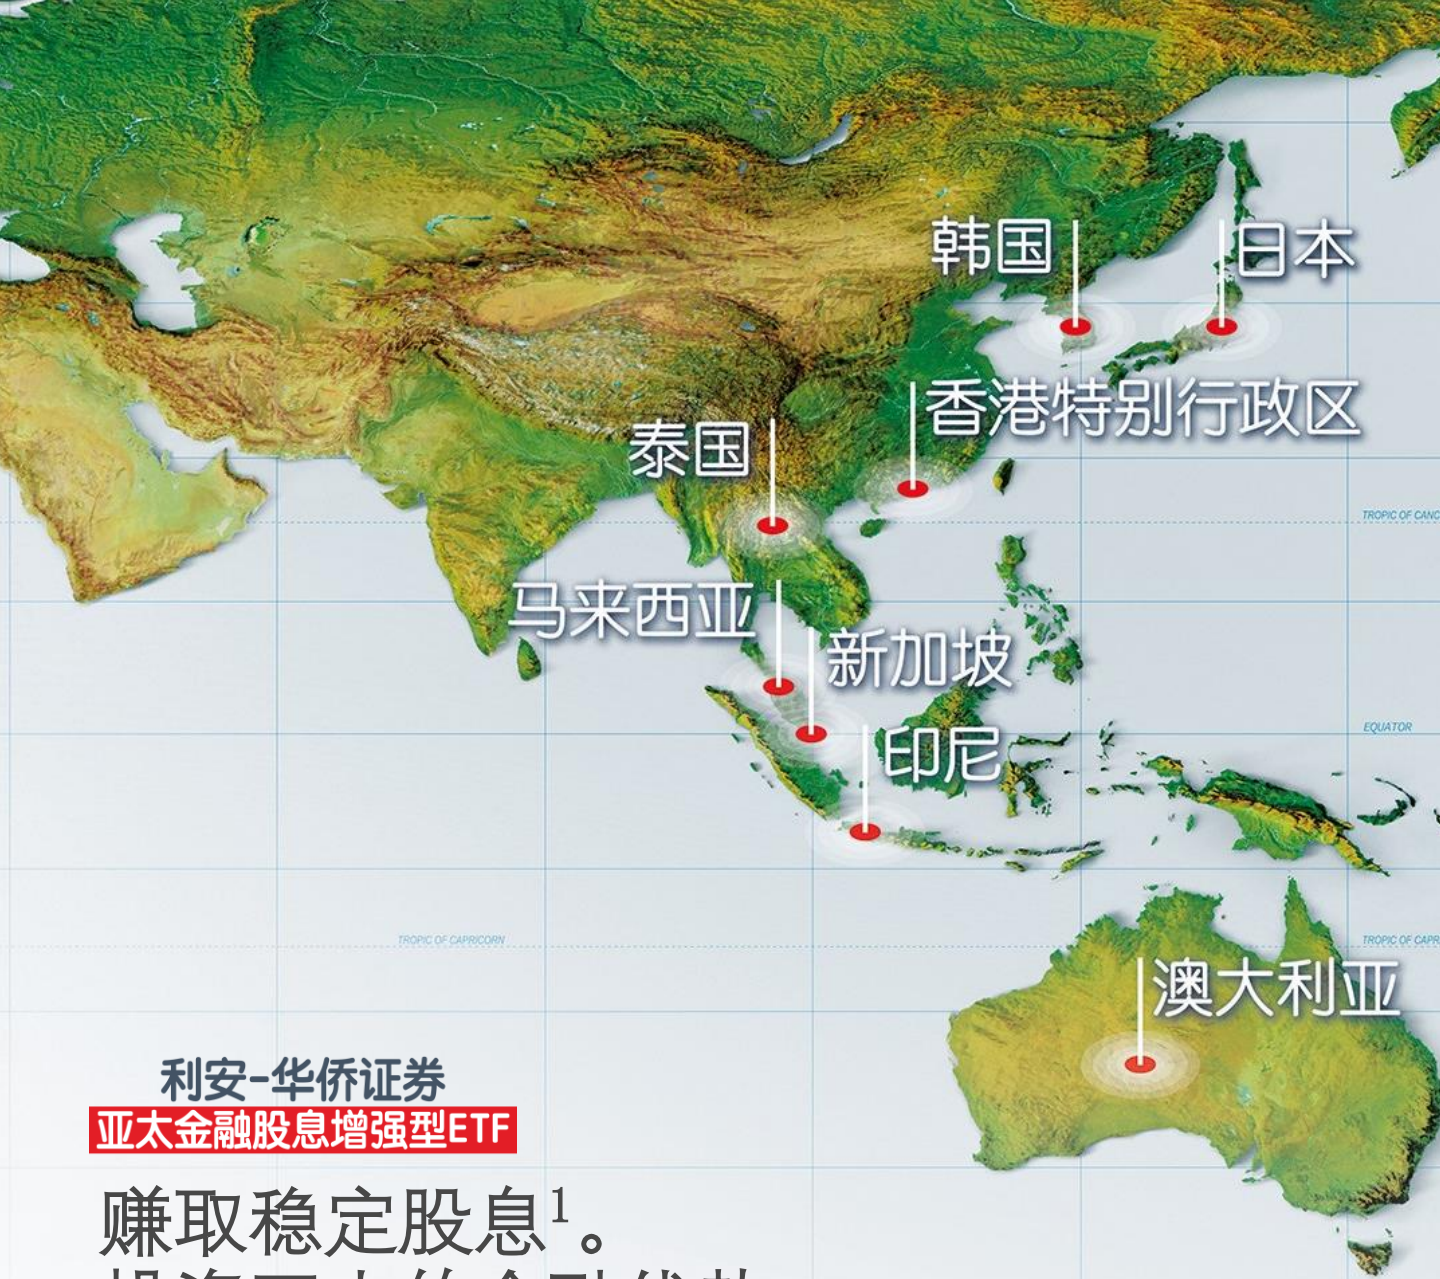 韩国
日本
香港特别行政区
泰国
TROPIC OF CANC
马来西亚
新加坡
EQUATOR
印尼
TROPIC OF CAPRICORN
TROPIC OF CAPR
澳大利亚
利安-华侨证券
亚太金融股息增强型ETF
赚取稳定股息¹。